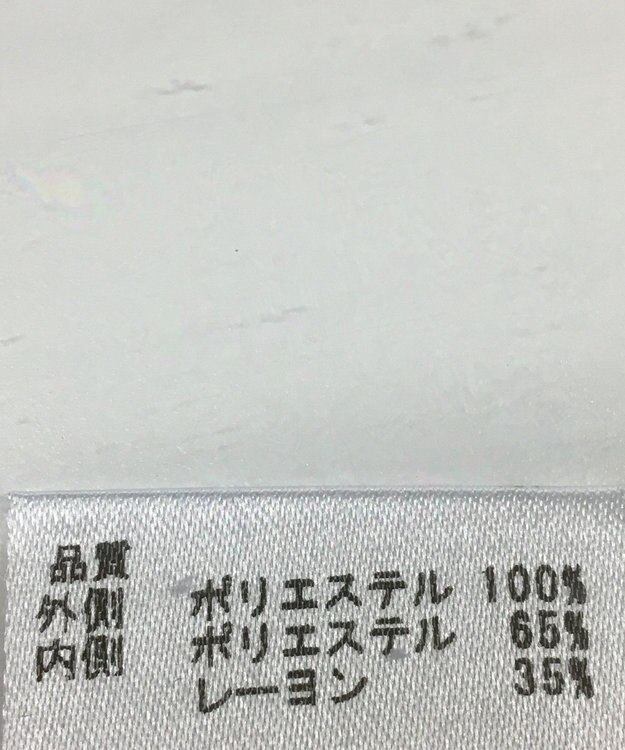 品質
外側 ポリエステル 100%
内側 ポリエステル 65%
レーヨン 35%